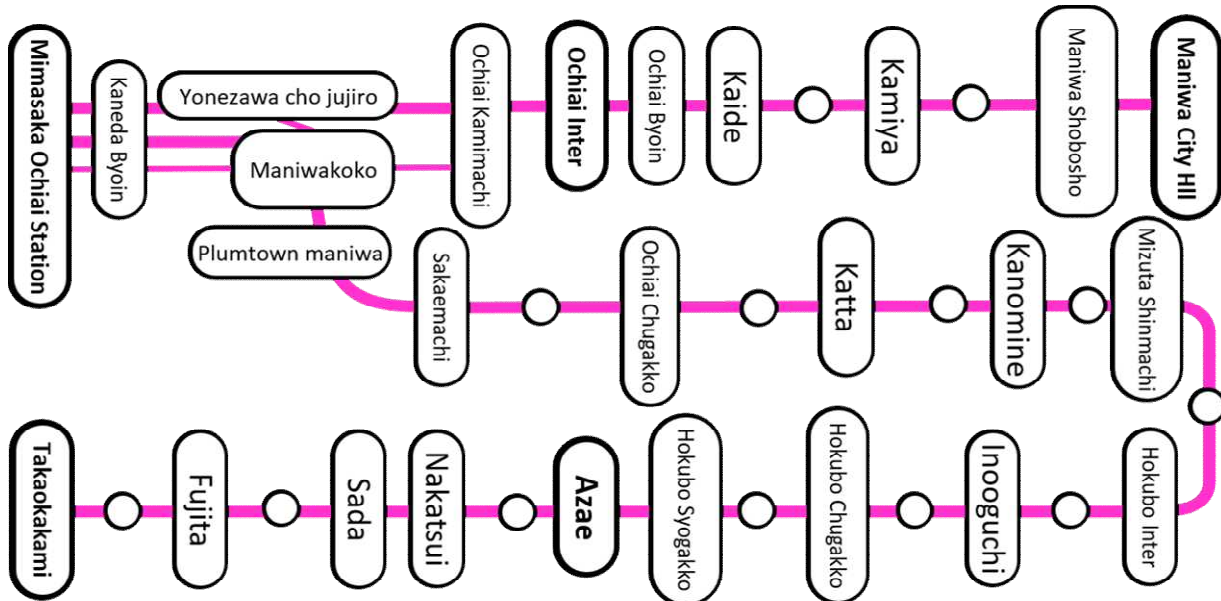 Mimasaka Ochiai Station
Kaneda Byoin
Yonezawa cho jujiro
Maniwakoko
Plumtown maniwa
Ochiai Kamimachi
Ochiai Inter
Ochiai Byoin
Kaide
Kamiya
Maniwa Shobosho
Maniwa City Hll
Sakaemachi
Ochiai Chugakko
Katta
Kanomine
Mizuta Shinmachi
Takaokakami
Fujita
Sada
Nakatsui
Azae
Hokubo Syogakko
Hokubo Chugakko
Inooguchi
Hokubo Inter